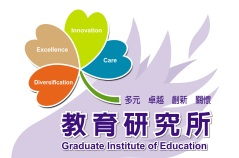 Innovation
Excellence
Care
Diversification
多元 卓越 創新 關懷
教育研究所
Graduate Institute of Education